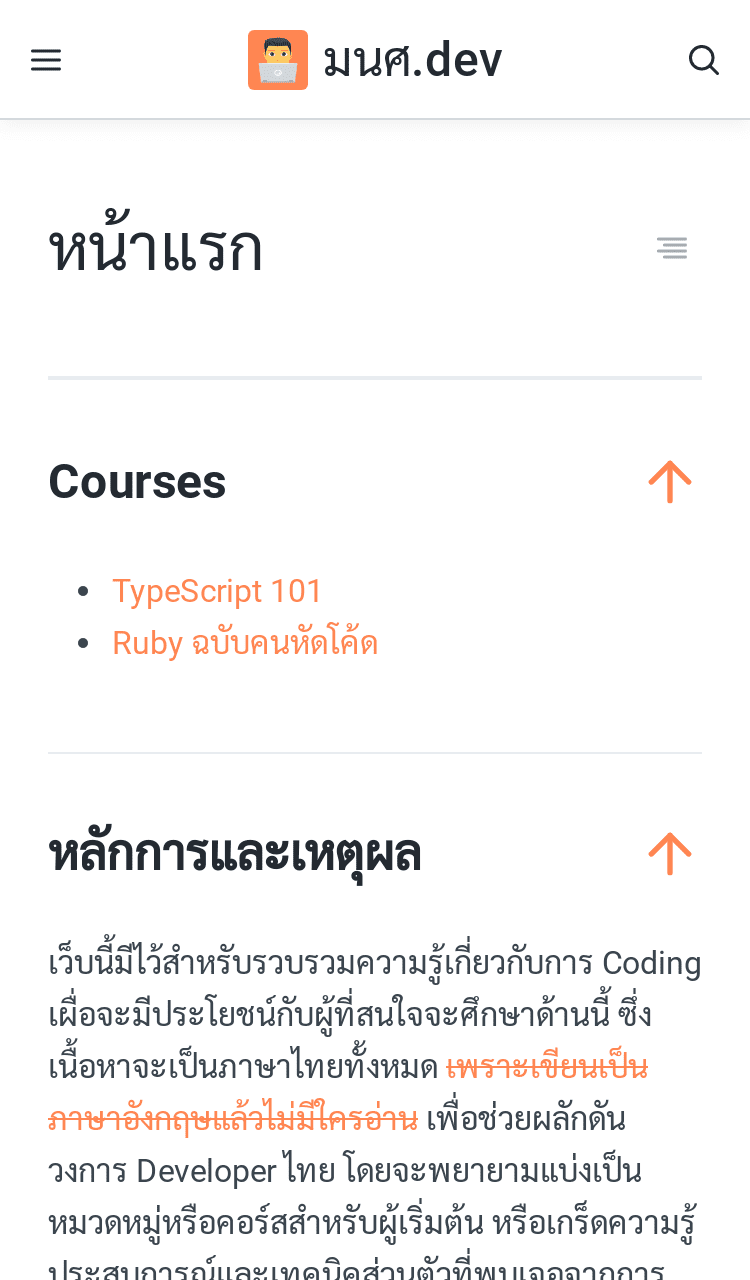 มนศ.dev
หน้าแรก
Courses
TypeScript 101
Ruby ฉบับคนหัดโค้ด
หลักการและเหตุผล
เว็บนี้มีไว้สำหรับรวบรวมความรู้เกี่ยวกับการ Coding
เผื่อจะมีประโยชน์กับผู้ที่สนใจจะศึกษาด้านนี้ ซึ่ง
เนื้อหาจะเป็นภาษาไทยทั้งหมด เพราะเขียนเป็น
ภาษาอังกฤษแล้วไม่มีใครอ่าน เพื่อช่วยผลักดัน
วงการ Developer ไทย โดยจะพยายามแบ่งเป็น
หมวดหมู่หรือคอร์สสำหรับผู้เริ่มต้น หรือเกร็ดความรู้
ประสบการณ์และเทคนิคส่วนตัวที่พบเจอจากการ